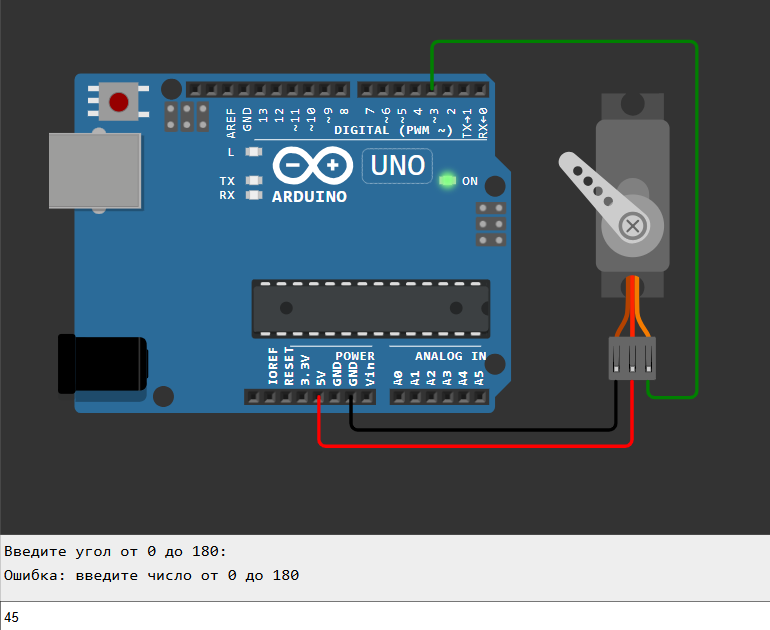 AREF
GND
13
12
~11
~10
~9
8
7
~6
~5
4
~3
2
TX→1
RX←0
DIGITAL (PWM ~)
L
TX
RX
UNO
ON
ARDUINO
IOREF
RESET
3.3V
5V
GND
GND
Vin
POWER
ANALOG IN
A0
A1
A2
A3
A4
A5
Введите угол от 0 до 180:
Ошибка: введите число от 0 до 180
45